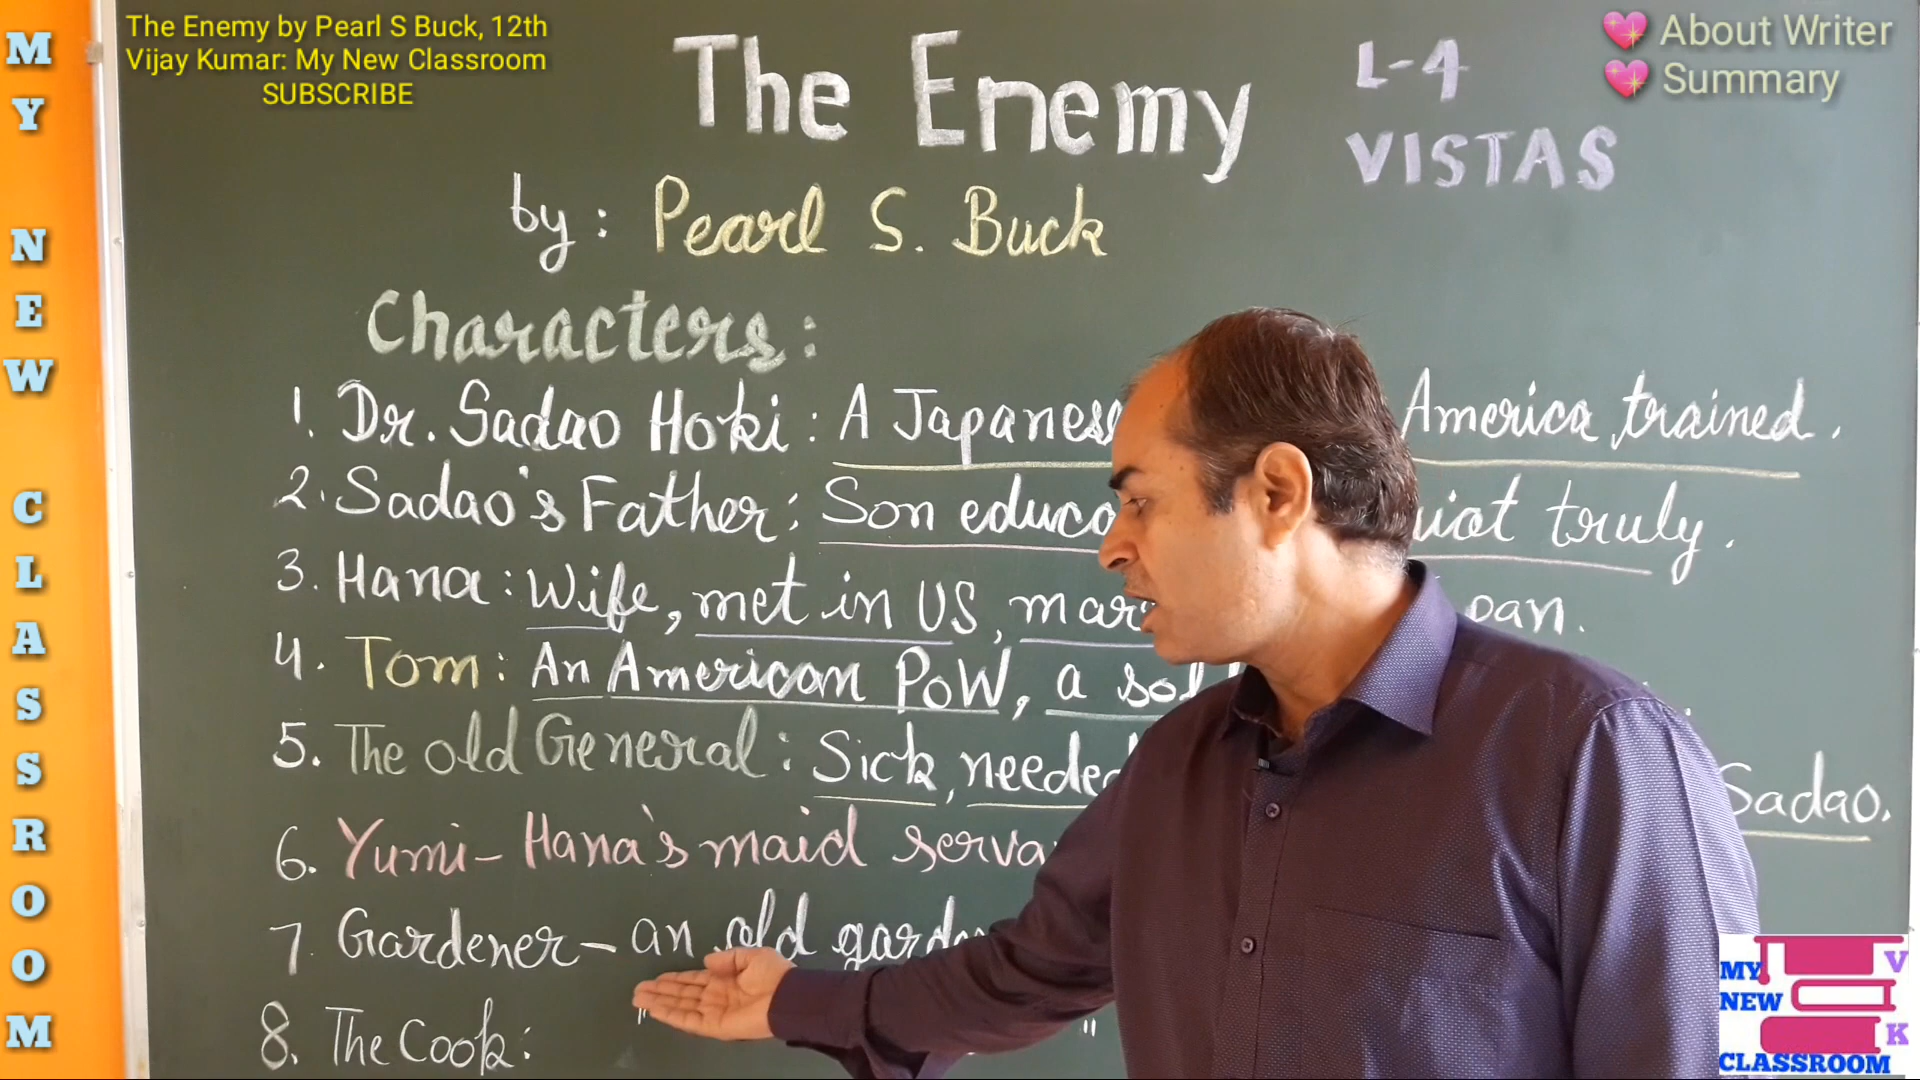 MY NEW CLASSROOM
The Enemy by Pearl S Buck, 12th
Vijay Kumar: My New Classroom
SUBSCRIBE
💖 About Writer
💖 Summary
The Enemy
L-4
VISTAS
by: Pearl S. Buck
Characters:
1. Dr. Sadao Hoki: A Japanese America trained.
2. Sadao's Father: Son truly.
3. Hana: Wife, met in US,
4. Tom: An American PoW, a
5. The old General: Sick, Sadao.
6. Yumi- Hana's maid
7. Gardener- an old
8. The Cook: " "
MY NEW CLASSROOM
V K